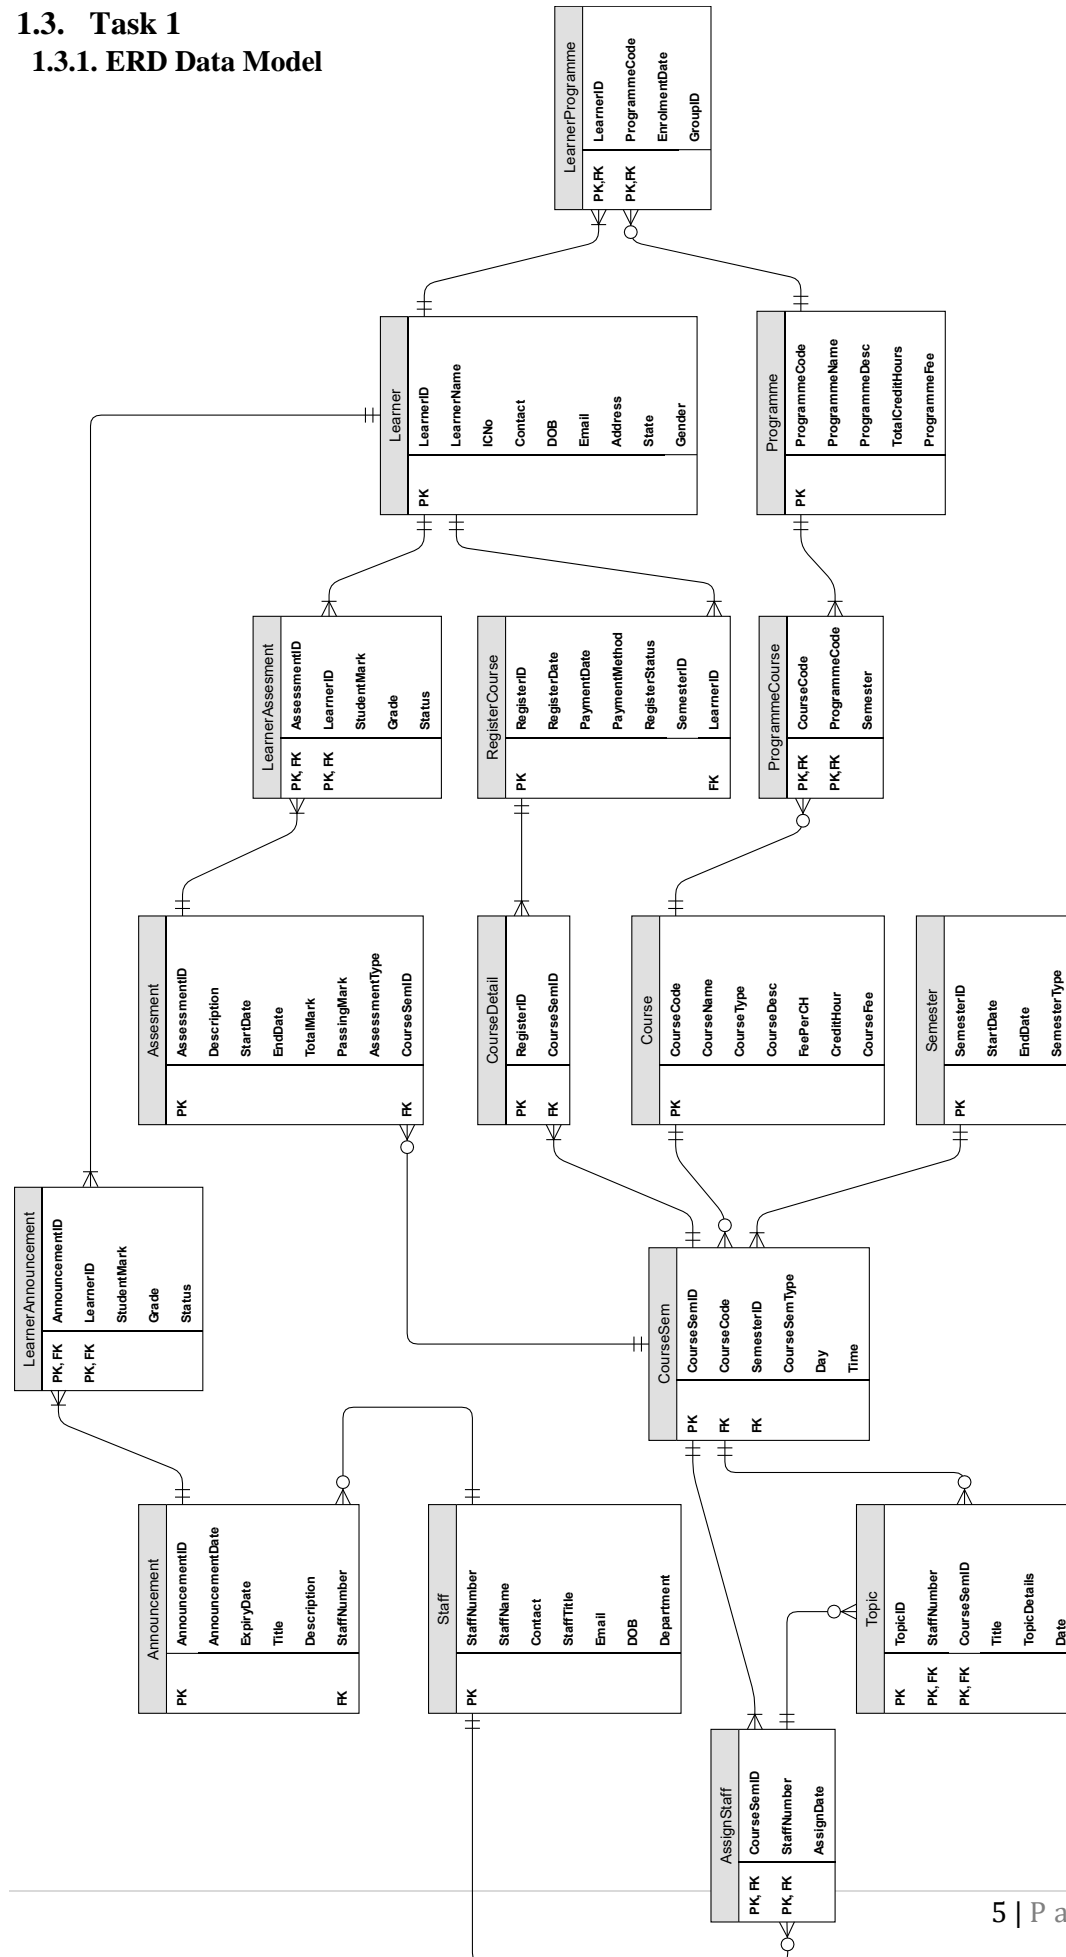 1.3. Task 1
1.3.1. ERD Data Model
LearnerProgramme
PK,FK LearnerID
PK,FK ProgrammeCode
EnrolmentDate
GroupID
Learner
PK LearnerID
LearnerName
ICNo
Contact
DOB
Email
Address
State
Gender
Programme
PK ProgrammeCode
ProgrammeName
ProgrammeDesc
TotalCreditHours
ProgrammeFee
LearnerAssesment
PK, FK AssessmentID
PK, FK LearnerID
StudentMark
Grade
Status
RegisterCourse
PK RegisterID
RegisterDate
PaymentDate
PaymentMethod
RegisterStatus
SemesterID
FK LearnerID
ProgrammeCourse
PK,FK CourseCode
PK,FK ProgrammeCode
Semester
Assesment
PK AssessmentID
Description
StartDate
EndDate
TotalMark
PassingMark
AssessmentType
FK CourseSemID
CourseDetail
PK RegisterID
FK CourseSemID
Course
PK CourseCode
CourseName
CourseType
CourseDesc
FeePerCH
CreditHour
CourseFee
Semester
PK SemesterID
StartDate
EndDate
SemesterType
LearnerAnnouncement
PK, FK AnnouncementID
PK, FK LearnerID
StudentMark
Grade
Status
CourseSem
PK CourseSemID
FK CourseCode
FK SemesterID
CourseSemType
Day
Time
Announcement
PK AnnouncementID
AnnouncementDate
ExpiryDate
Title
Description
FK StaffNumber
Staff
PK StaffNumber
StaffName
Contact
StaffTitle
Email
DOB
Department
Topic
PK TopicID
PK, FK StaffNumber
PK, FK CourseSemID
Title
TopicDetails
Date
AssignStaff
PK, FK CourseSemID
PK, FK StaffNumber
AssignDate
5 | P a